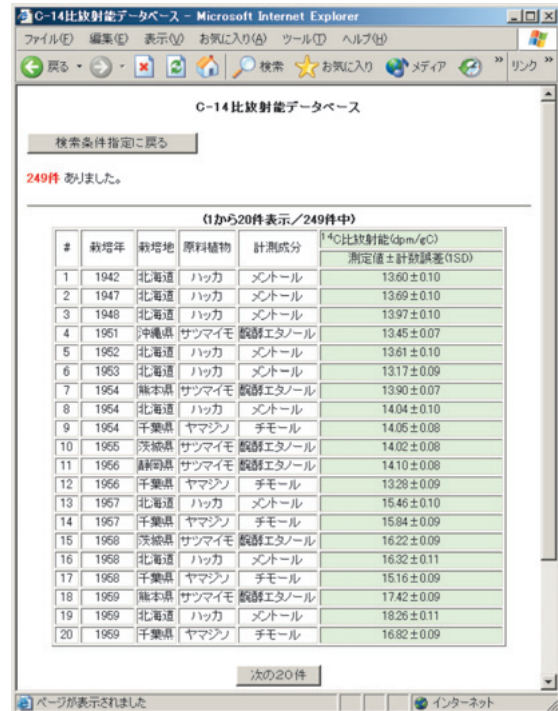 C-14比放射能データベース - Microsoft Internet Explorer
ファイル(F) 編集(E) 表示(V) お気に入り(A) ツール(T) ヘルプ(H)
戻る 検索 お気に入り メディア » リンク »
C-14比放射能データベース
検索条件指定に戻る
249件 ありました。
(1から20件表示／249件中)
# 栽培年 栽培地 原料植物 計測成分 14C比放射能(dpm/gC)
測定値±計数誤差(1SD)
1 1942 北海道 ハッカ メントール 13.60±0.10
2 1947 北海道 ハッカ メントール 13.69±0.10
3 1948 北海道 ハッカ メントール 13.97±0.10
4 1951 沖縄県 サツマイモ 醗酵エタノール 13.45±0.07
5 1952 北海道 ハッカ メントール 13.61±0.10
6 1953 北海道 ハッカ メントール 13.17±0.09
7 1954 熊本県 サツマイモ 醗酵エタノール 13.90±0.07
8 1954 北海道 ハッカ メントール 14.04±0.10
9 1954 千葉県 ヤマジソ チモール 14.05±0.08
10 1955 茨城県 サツマイモ 醗酵エタノール 14.02±0.08
11 1956 静岡県 サツマイモ 醗酵エタノール 14.10±0.08
12 1956 千葉県 ヤマジソ チモール 13.28±0.09
13 1957 北海道 ハッカ メントール 15.46±0.10
14 1957 千葉県 ヤマジソ チモール 15.84±0.09
15 1958 茨城県 サツマイモ 醗酵エタノール 16.22±0.09
16 1958 北海道 ハッカ メントール 16.32±0.11
17 1958 千葉県 ヤマジソ チモール 15.16±0.09
18 1959 熊本県 サツマイモ 醗酵エタノール 17.42±0.09
19 1959 北海道 ハッカ メントール 18.26±0.11
20 1959 千葉県 ヤマジソ チモール 16.82±0.09
次の20件
ページが表示されました インターネット